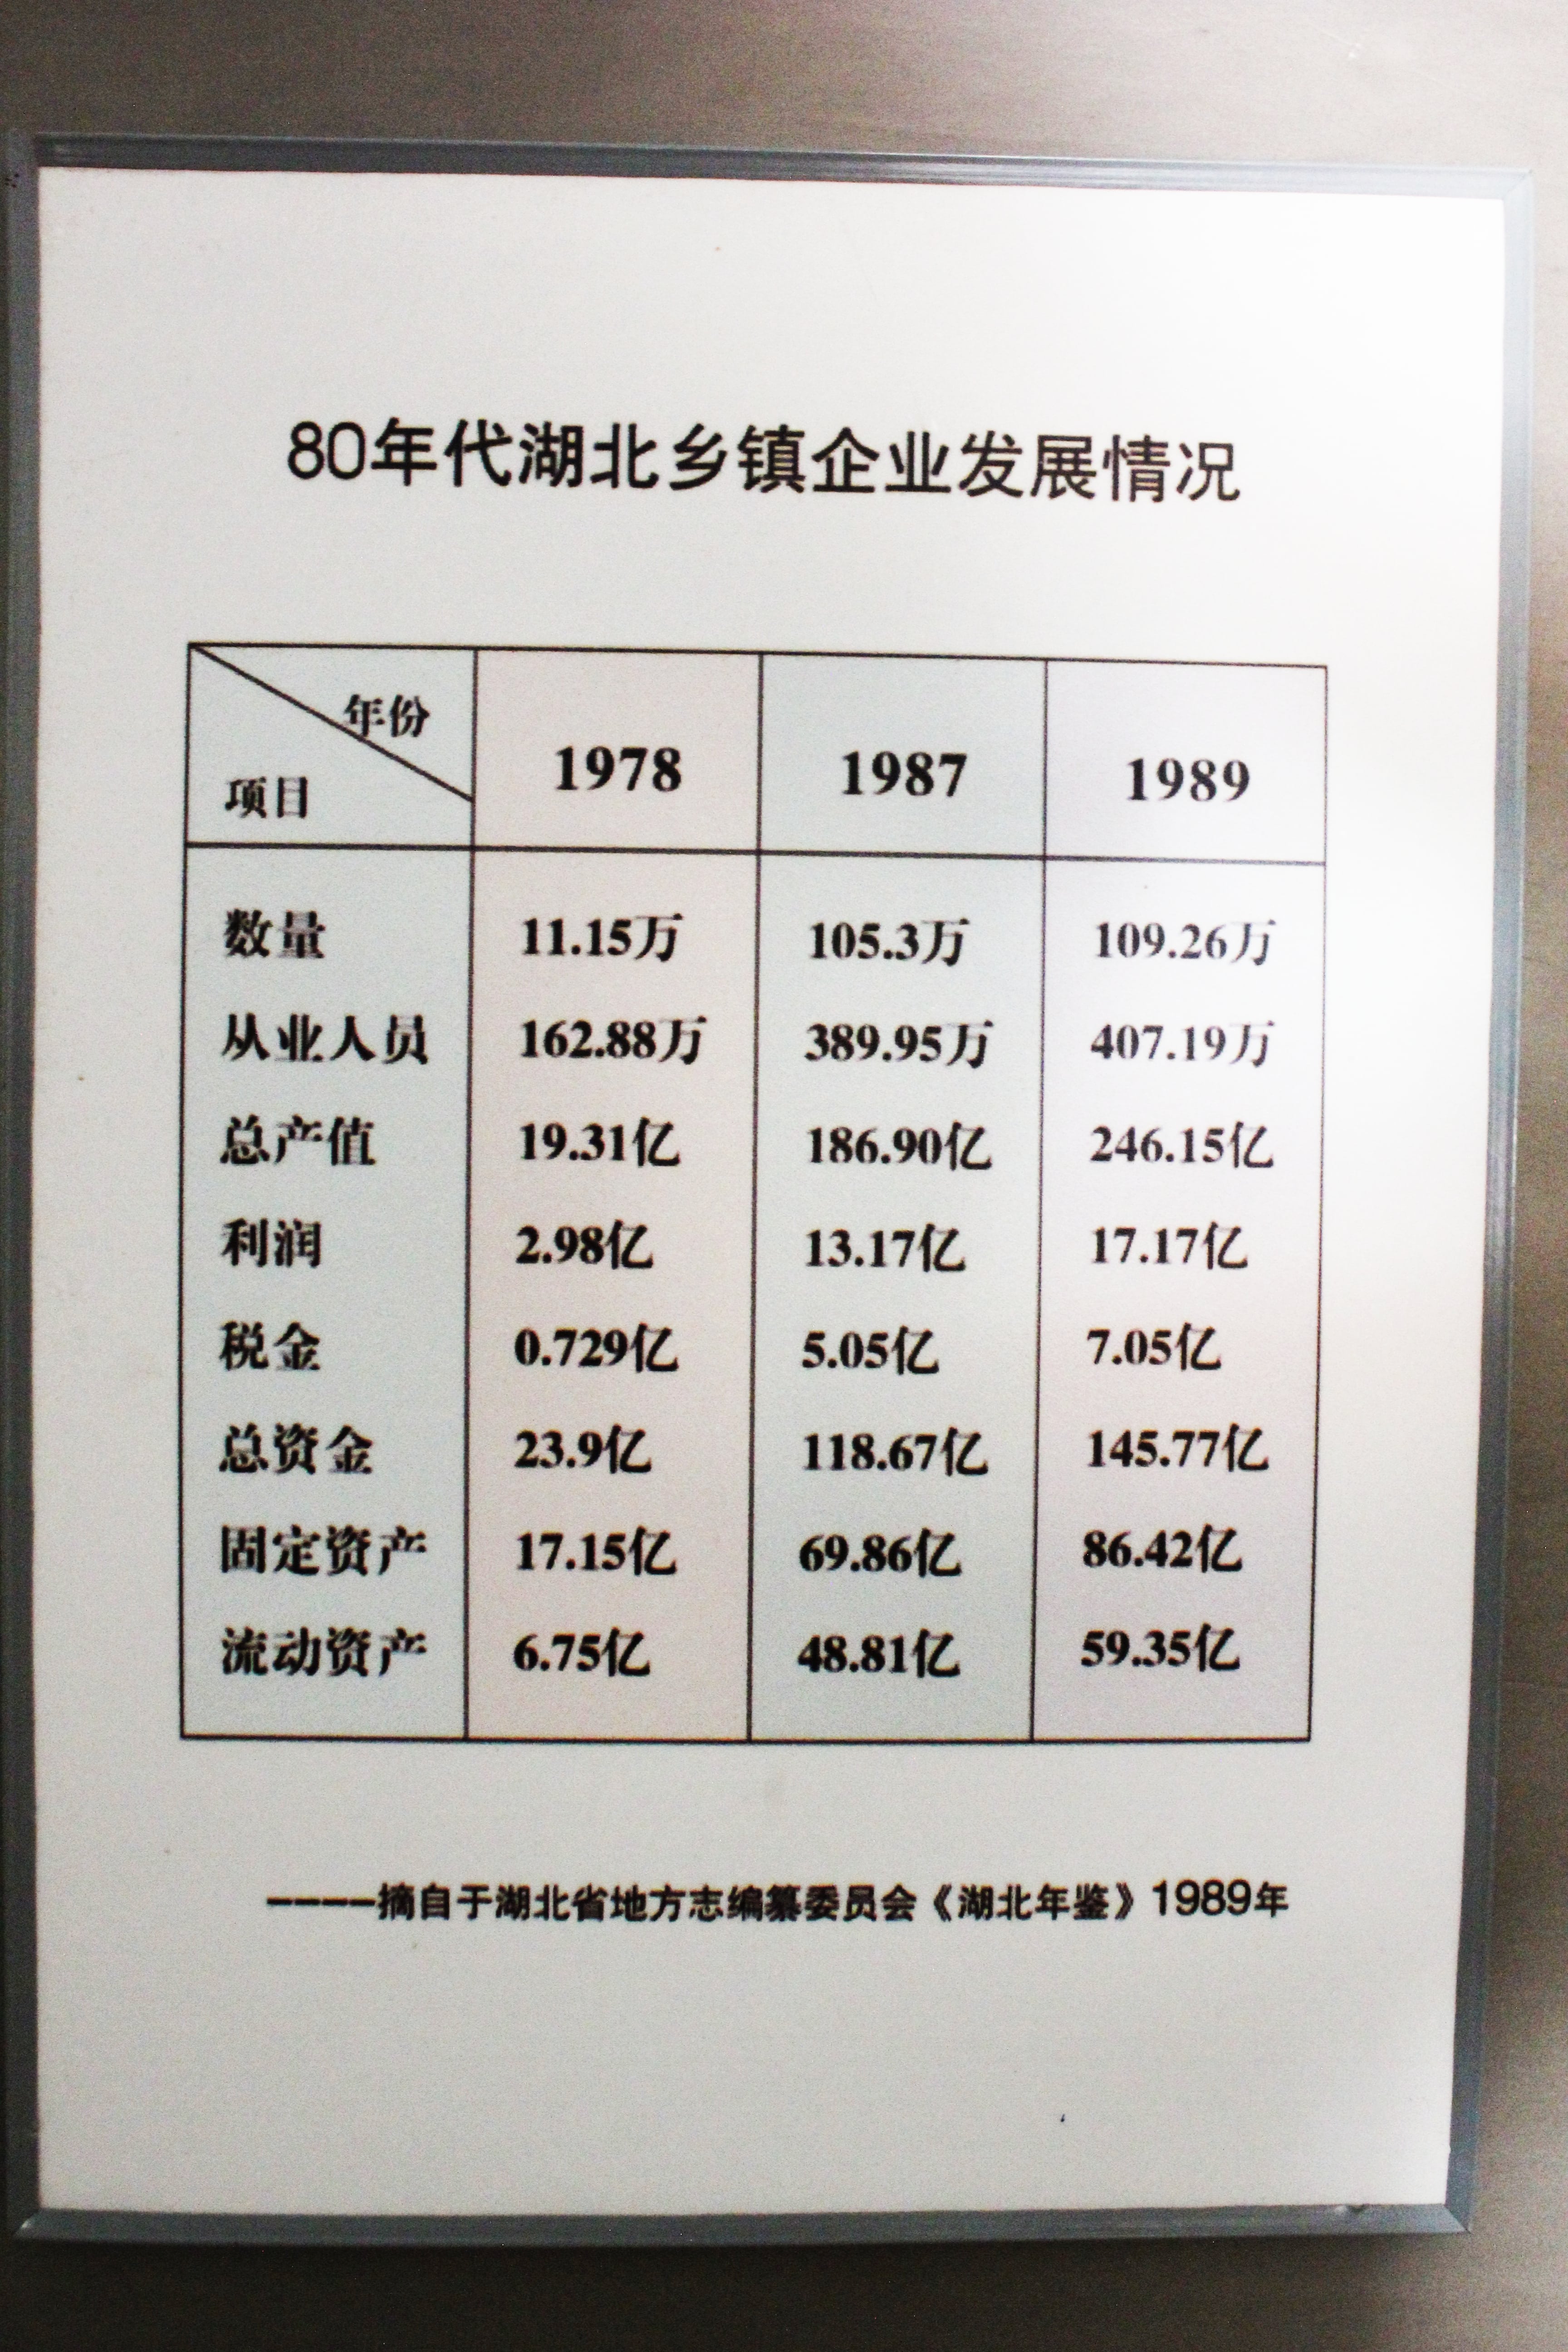 80年代湖北乡镇企业发展情况
年份
项目
1978 1987 1989
数量 11.15万 105.3万 109.26万
从业人员 162.88万 389.95万 407.19万
总产值 19.31亿 186.90亿 246.15亿
利润 2.98亿 13.17亿 17.17亿
税金 0.729亿 5.05亿 7.05亿
总资金 23.9亿 118.67亿 145.77亿
固定资产 17.15亿 69.86亿 86.42亿
流动资产 6.75亿 48.81亿 59.35亿
————摘自于湖北省地方志编纂委员会《湖北年鉴》1989年